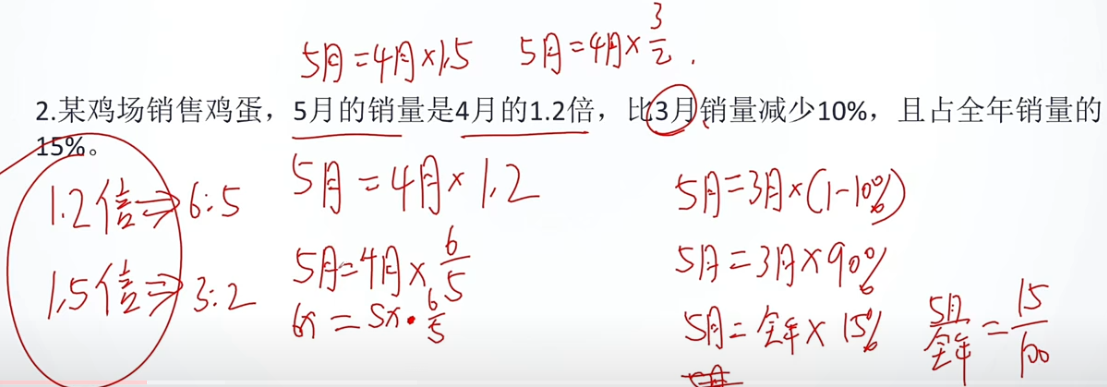 5月=4月×1.5 5月=4月×3/2.
2.某鸡场销售鸡蛋，5月的销量是4月的1.2倍，比3月销量减少10%，且占全年销量的
15%。
1.2倍⇒6:5
1.5倍⇒3:2
5月=4月×1.2
5月=4月×6/5
6x=5x·6/5
5月=3月×(1-10%)
5月=3月×90%
5月=全年×15%
5月/全年=15/100